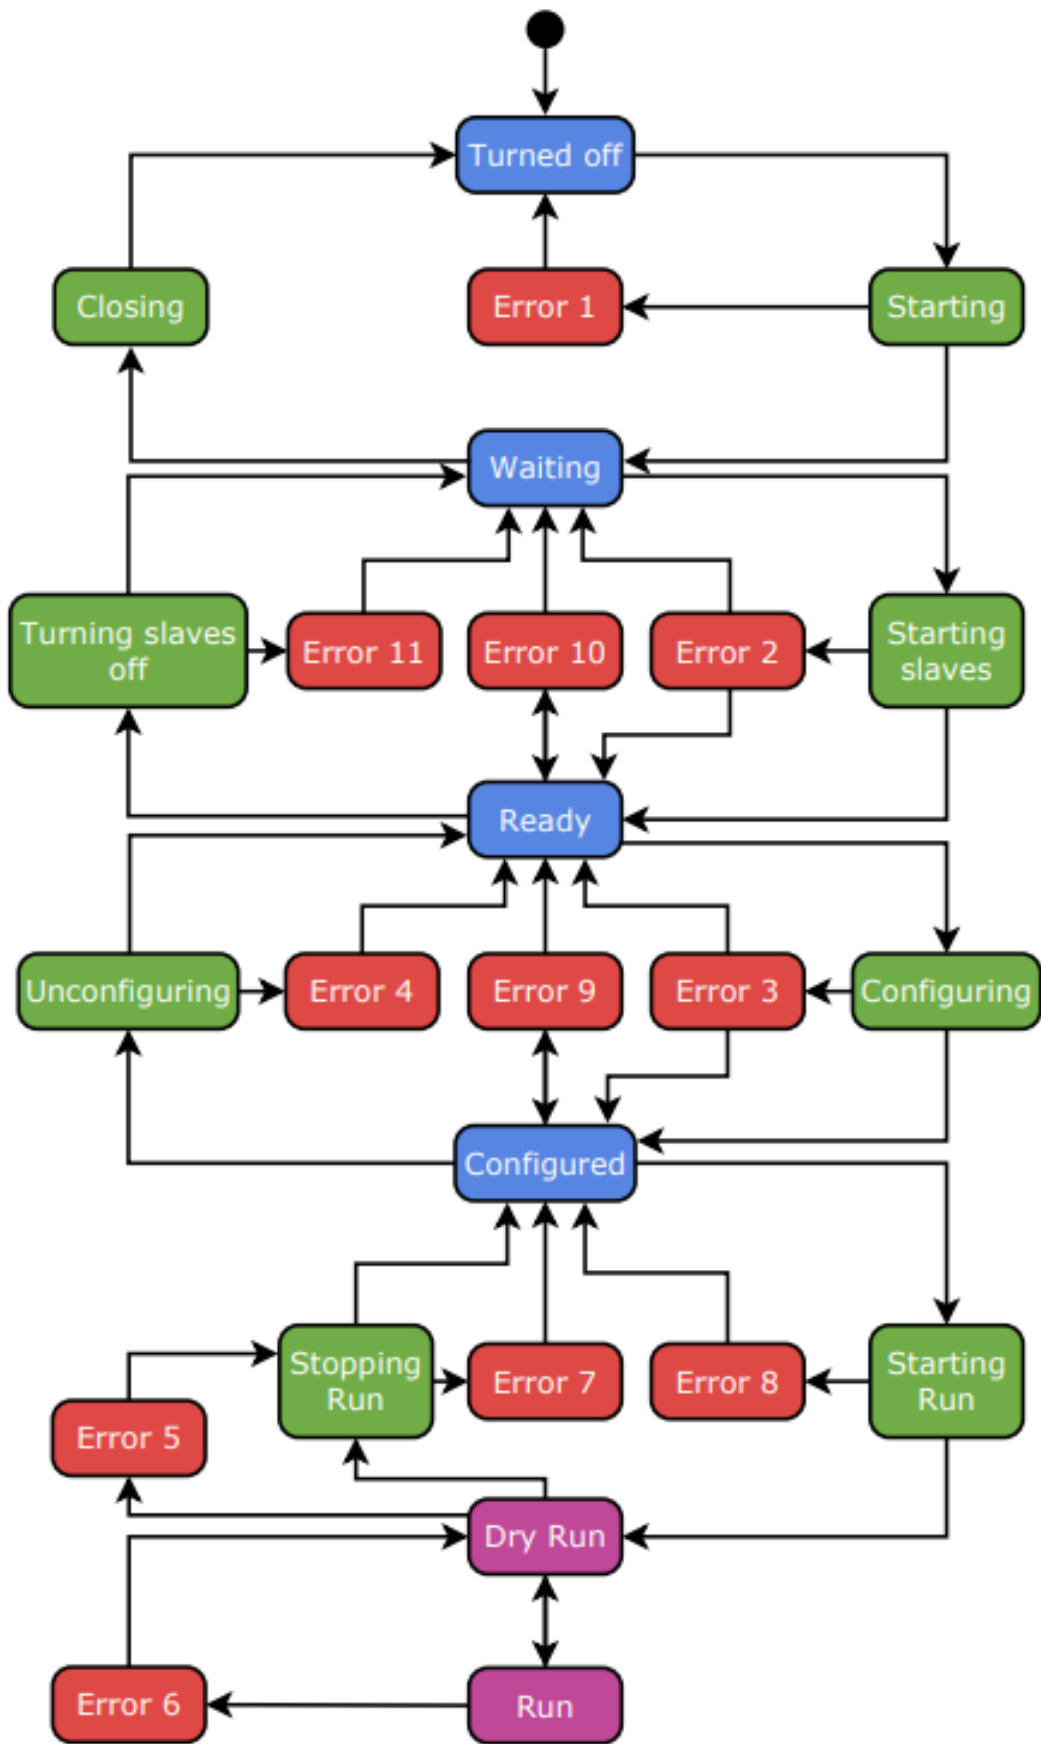 Turned off
Closing
Error 1
Starting
Waiting
Turning slaves
off
Error 11
Error 10
Error 2
Starting
slaves
Ready
Unconfiguring
Error 4
Error 9
Error 3
Configuring
Configured
Stopping
Run
Error 7
Error 8
Starting
Run
Error 5
Dry Run
Error 6
Run